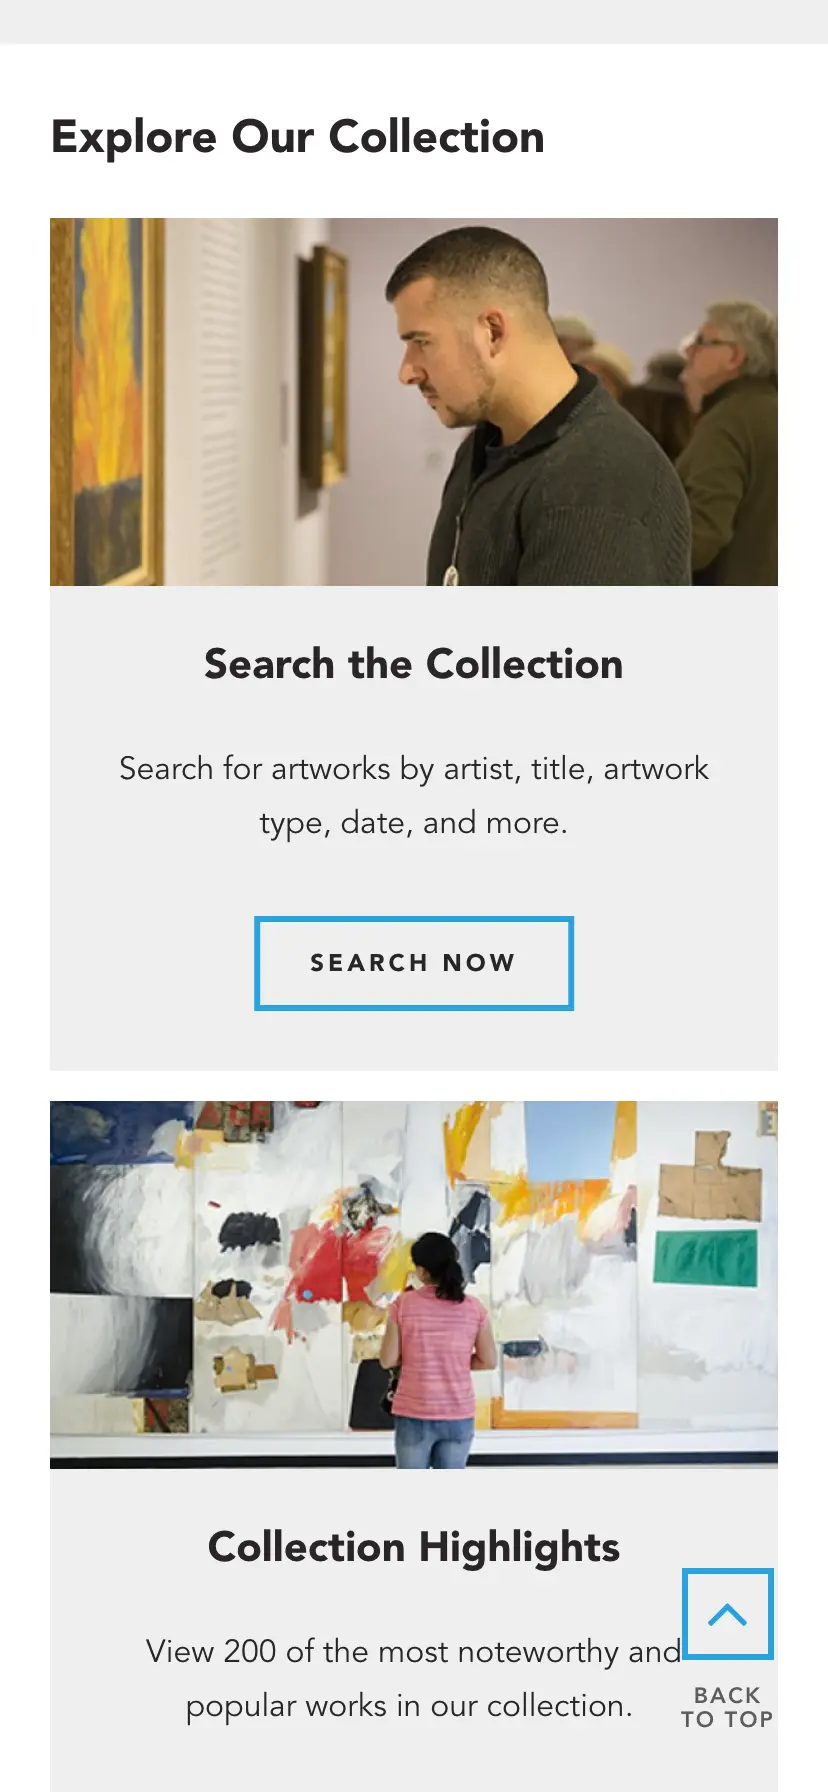 Explore Our Collection
Search the Collection
Search for artworks by artist, title, artwork
type, date, and more.
SEARCH NOW
Collection Highlights
View 200 of the most noteworthy and
popular works in our collection.
BACK
TO TOP